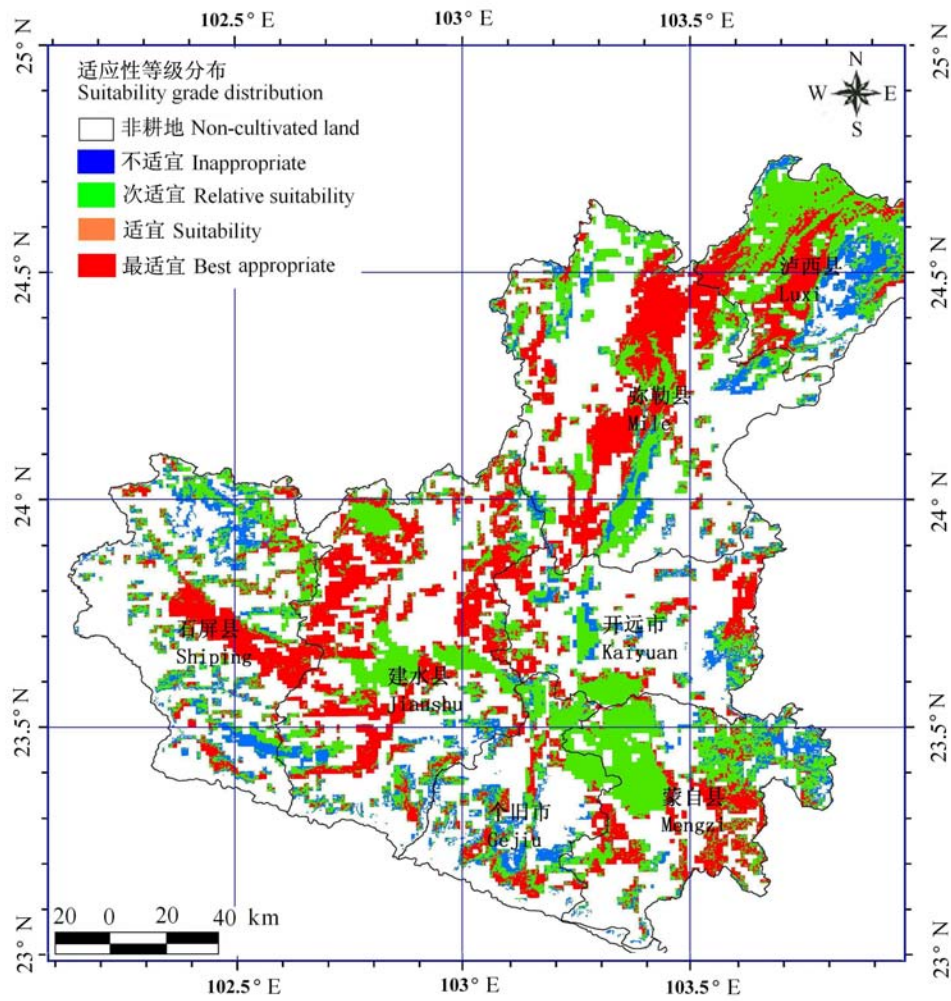 102.5° E
103° E
103.5° E
25° N
25° N
适应性等级分布
Suitability grade distribution
非耕地 Non-cultivated land
不适宜 Inappropriate
次适宜 Relative suitability
适宜 Suitability
最适宜 Best appropriate
N
W
E
S
24.5° N
24.5° N
泸西县
Luxi
弥勒县
Mile
24° N
24° N
石屏县
Shiping
开远市
Kaiyuan
建水县
Jianshu
23.5° N
23.5° N
蒙自县
Mengzi
个旧市
Gejiu
20 0 20 40 km
23° N
23° N
102.5° E
103° E
103.5° E